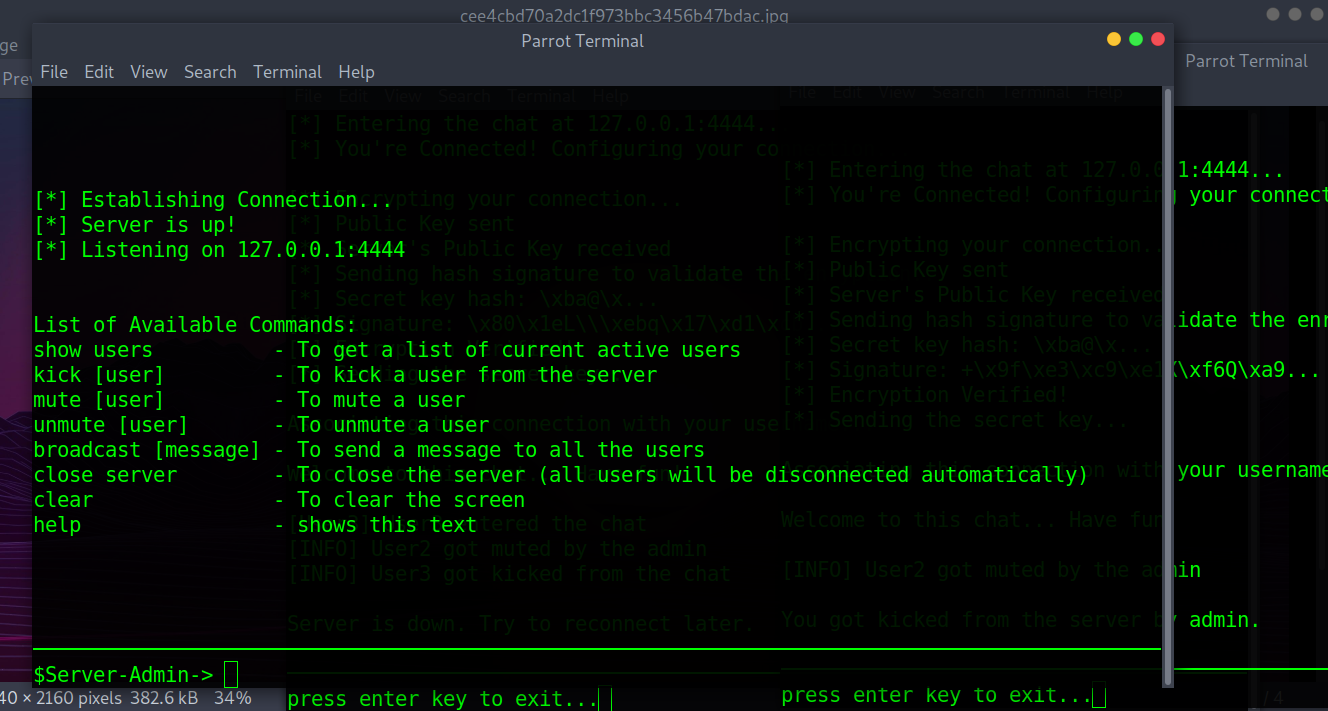 cee4cbd70a2dc1f973bbc3456b47bdac.jpg
ge
Prev
Parrot Terminal
File Edit View Search Terminal Help
[*] Establishing Connection...
[*] Server is up!
[*] Listening on 127.0.0.1:4444
List of Available Commands:
show users - To get a list of current active users
kick [user] - To kick a user from the server
mute [user] - To mute a user
unmute [user] - To unmute a user
broadcast [message] - To send a message to all the users
close server - To close the server (all users will be disconnected automatically)
clear - To clear the screen
help - shows this text
$Server-Admin->
40 × 2160 pixels 382.6 kB 34%
File Edit View Search Terminal Help
[*] Entering the chat at 127.0.0.1:4444..
[*] You're Connected! Configuring your co
Encrypting your connection...
[*] Public Key sent
's Public Key received
[*] Sending hash signature to validate th
[*] Secret key hash: \xba@\x...
connection with your use
tered the chat
[INFO] User2 got muted by the admin
[INFO] User3 got kicked from the chat
Server is down. Try to reconnect later.
press enter key to exit...
Parrot Terminal
File Edit View Search Terminal Help
[*] Entering the chat at 127.0.0.1:4444...
[*] You're Connected! Configuring your connect
[*] Encrypting your connection..
[*] Public Key sent
[*] Server's Public Key received
[*] Sending hash signature to validate the enr
[*] Secret key hash: \xba@\x...
[*] Signature: +\x9f\xe3\xc9\xe1X\xf6Q\xa9...
[*] Encryption Verified!
[*] Sending the secret key...
with your username
Welcome to this chat Have fun
[INFO] User2 got muted by the admin
You got kicked from the server by admin.
press enter key to exit...
/ 4